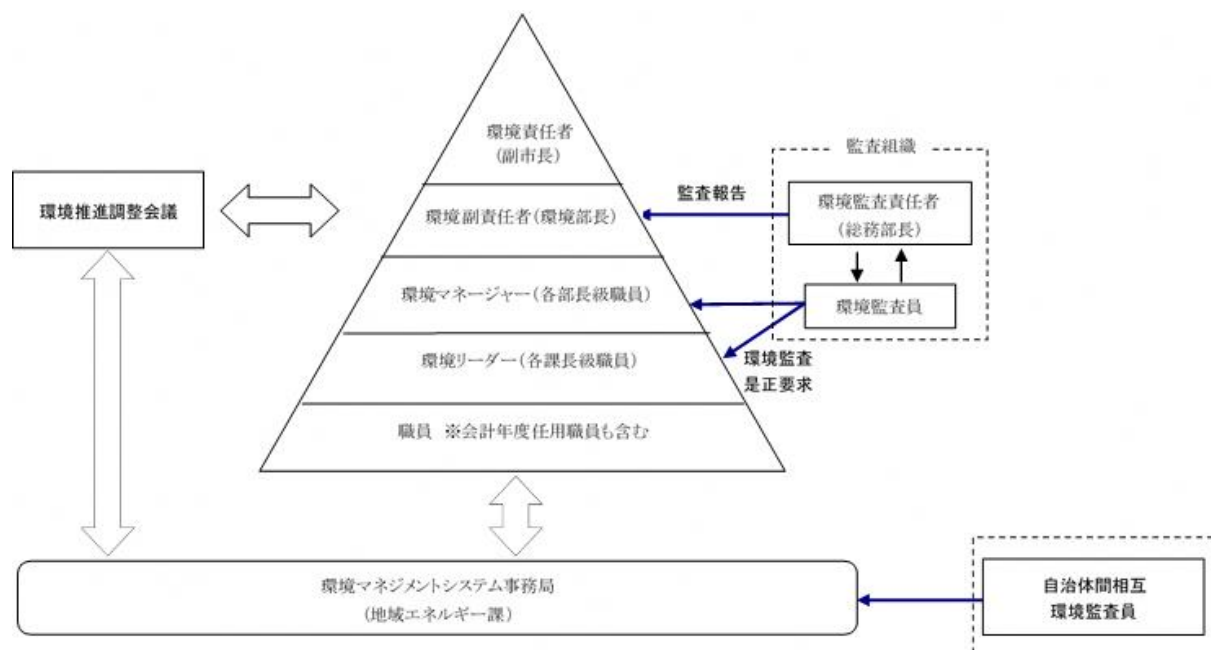 環境責任者
(副市長)
監査組織
環境推進調整会議
環境副責任者(環境部長)
監査報告
環境監査責任者
(総務部長)
環境マネージャー(各部長級職員)
環境監査員
環境リーダー(各課長級職員)
環境監査
是正要求
職員 ※会計年度任用職員も含む
環境マネジメントシステム事務局
(地域エネルギー課)
自治体間相互
環境監査員